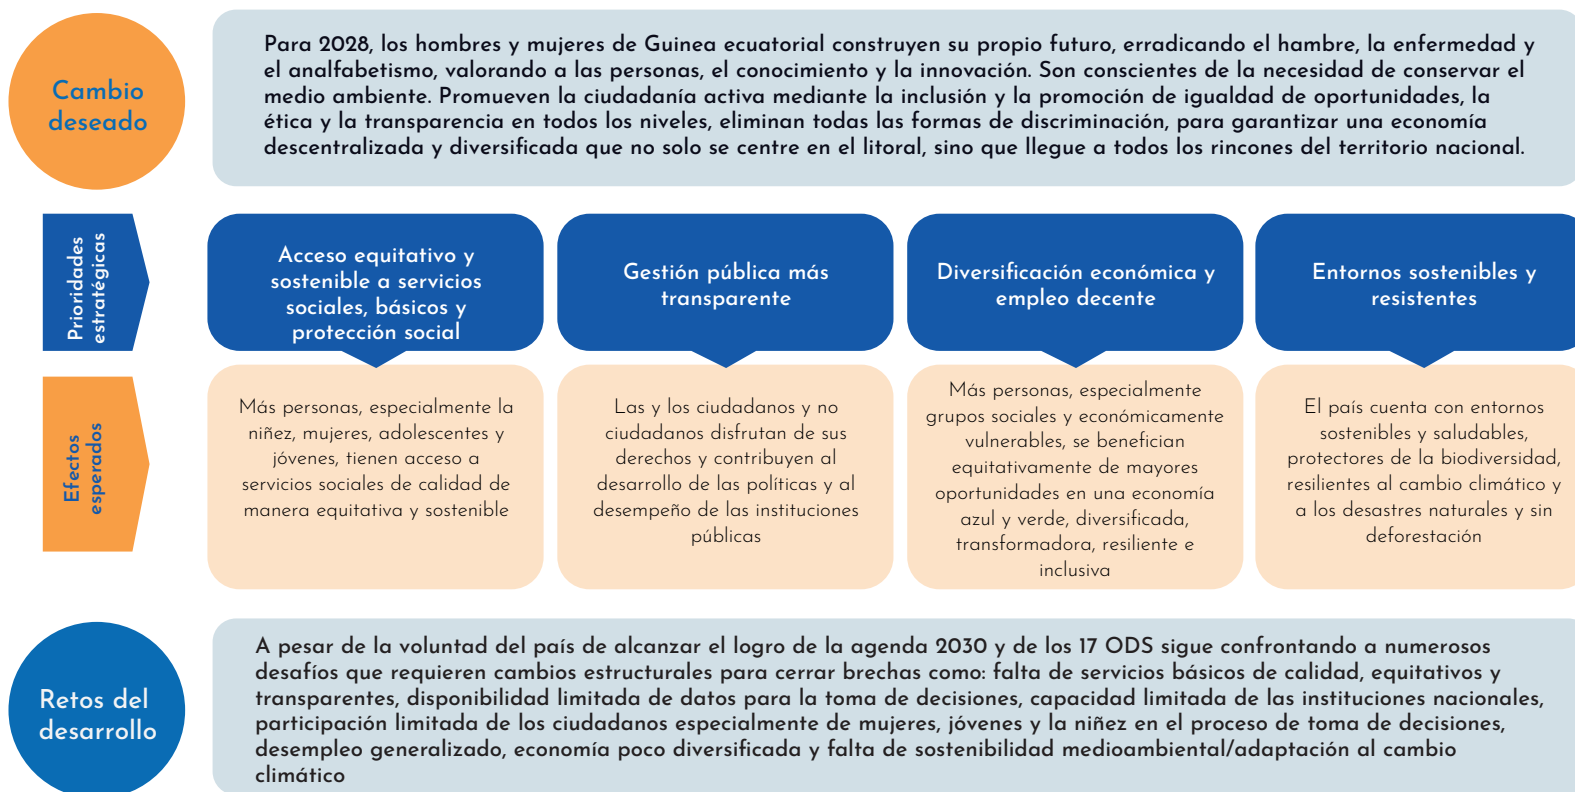 Cambio
deseado
Para 2028, los hombres y mujeres de Guinea ecuatorial construyen su propio futuro, erradicando el hambre, la enfermedad y
el analfabetismo, valorando a las personas, el conocimiento y la innovación. Son conscientes de la necesidad de conservar el
medio ambiente. Promueven la ciudadanía activa mediante la inclusión y la promoción de igualdad de oportunidades, la
ética y la transparencia en todos los niveles, eliminan todas las formas de discriminación, para garantizar una economía
descentralizada y diversificada que no solo se centre en el litoral, sino que llegue a todos los rincones del territorio nacional.
Prioridades
estratégicas
Acceso equitativo y
sostenible a servicios
sociales, básicos y
protección social
Gestión pública más
transparente
Diversificación económica y
empleo decente
Entornos sostenibles y
resistentes
Efectos
esperados
Más personas, especialmente la
niñez, mujeres, adolescentes y
jóvenes, tienen acceso a
servicios sociales de calidad de
manera equitativa y sostenible
Las y los ciudadanos y no
ciudadanos disfrutan de sus
derechos y contribuyen al
desarrollo de las políticas y al
desempeño de las instituciones
públicas
Más personas, especialmente
grupos sociales y económicamente
vulnerables, se benefician
equitativamente de mayores
oportunidades en una economía
azul y verde, diversificada,
transformadora, resiliente e
inclusiva
El país cuenta con entornos
sostenibles y saludables,
protectores de la biodiversidad,
resilientes al cambio climático y
a los desastres naturales y sin
deforestación
Retos del
desarrollo
A pesar de la voluntad del país de alcanzar el logro de la agenda 2030 y de los 17 ODS sigue confrontando a numerosos
desafíos que requieren cambios estructurales para cerrar brechas como: falta de servicios básicos de calidad, equitativos y
transparentes, disponibilidad limitada de datos para la toma de decisiones, capacidad limitada de las instituciones nacionales,
participación limitada de los ciudadanos especialmente de mujeres, jóvenes y la niñez en el proceso de toma de decisiones,
desempleo generalizado, economía poco diversificada y falta de sostenibilidad medioambiental/adaptación al cambio
climático